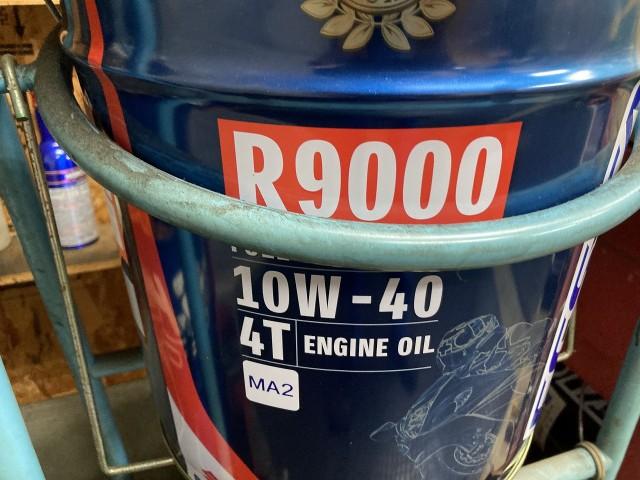 R9000
10W-40
4T ENGINE OIL
MA2